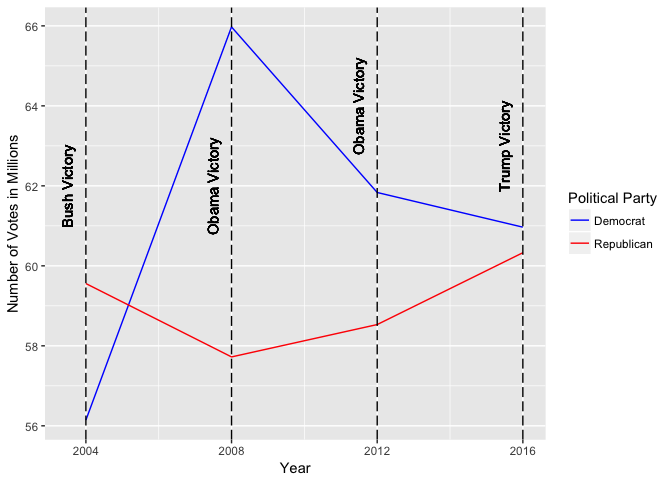 66
64
62
60
58
56
Number of Votes in Millions
Bush Victory
Obama Victory
Obama Victory
Trump Victory
2004
2008
2012
2016
Year
Political Party
Democrat
Republican